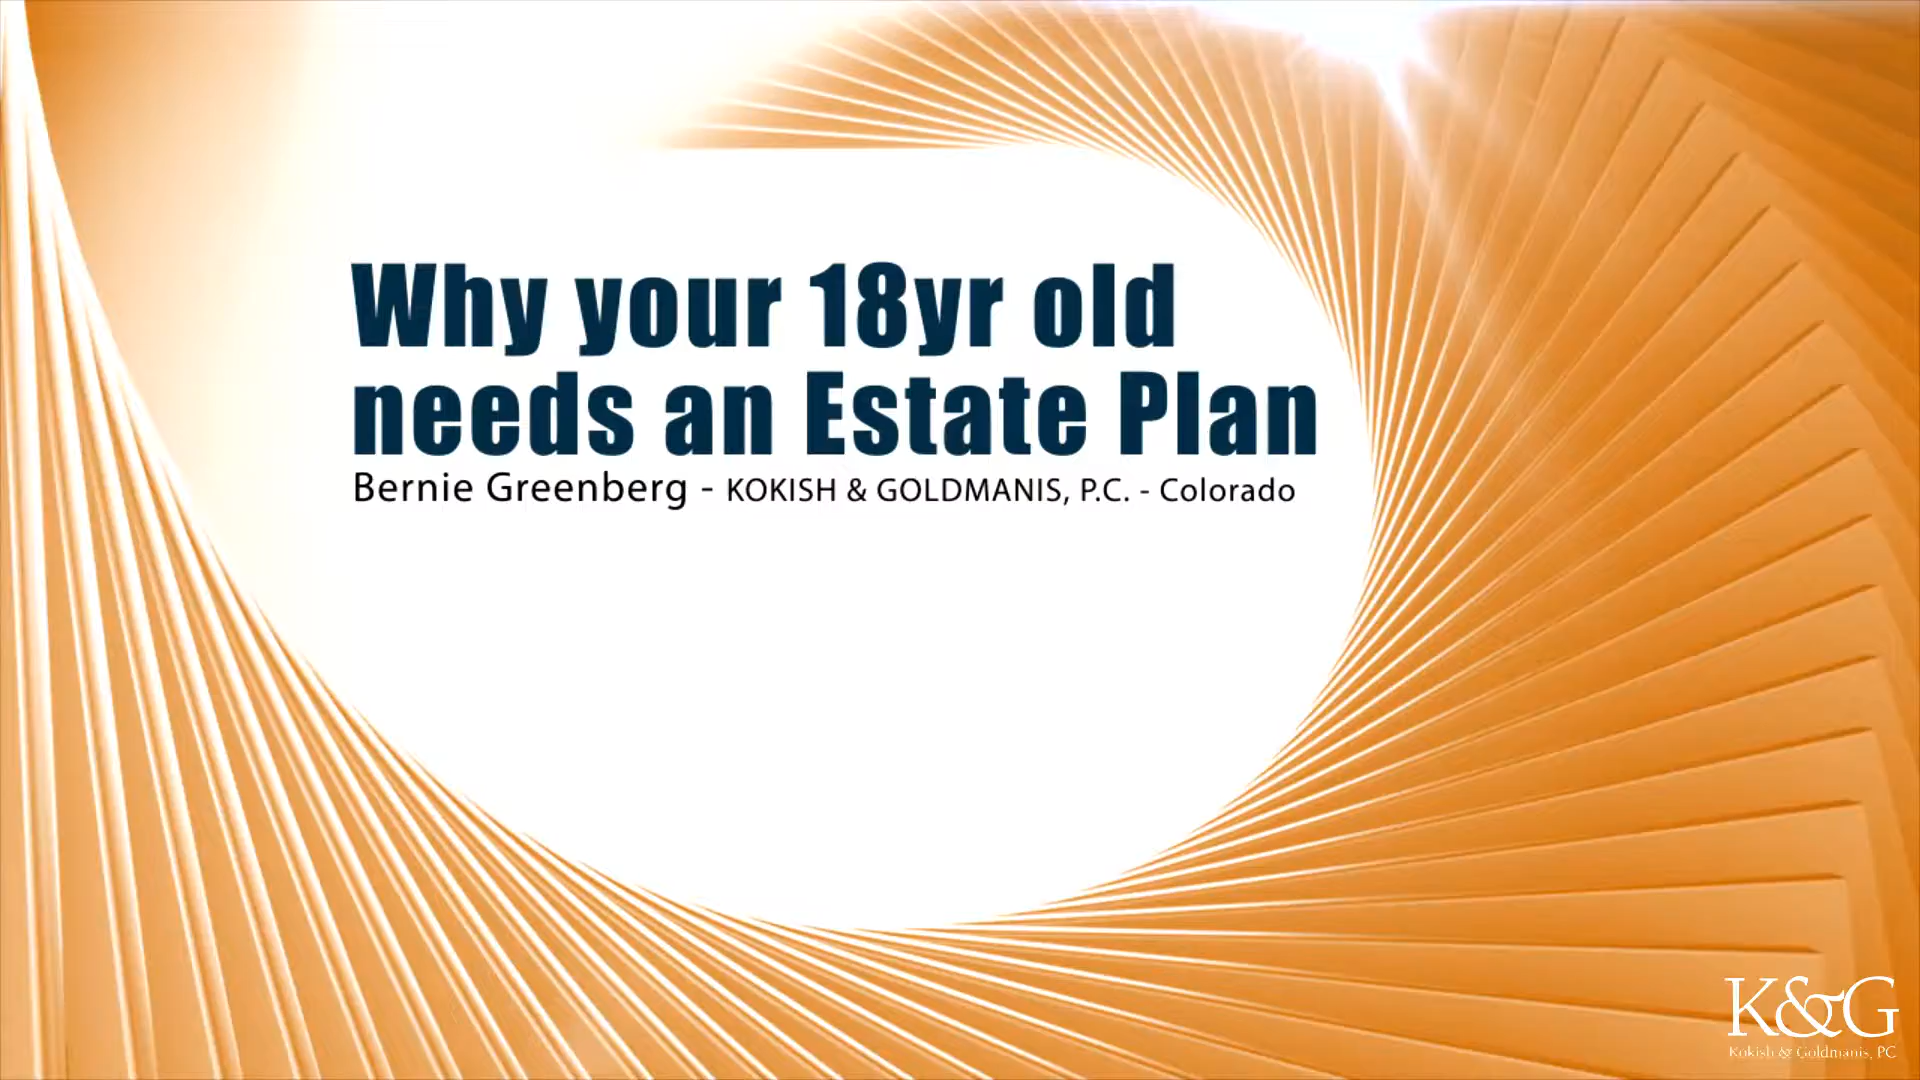 Why your 18yr old
needs an Estate Plan
Bernie Greenberg - KOKISH & GOLDMANIS, P.C. - Colorado
K&G
Kokish & Goldmanis, PC